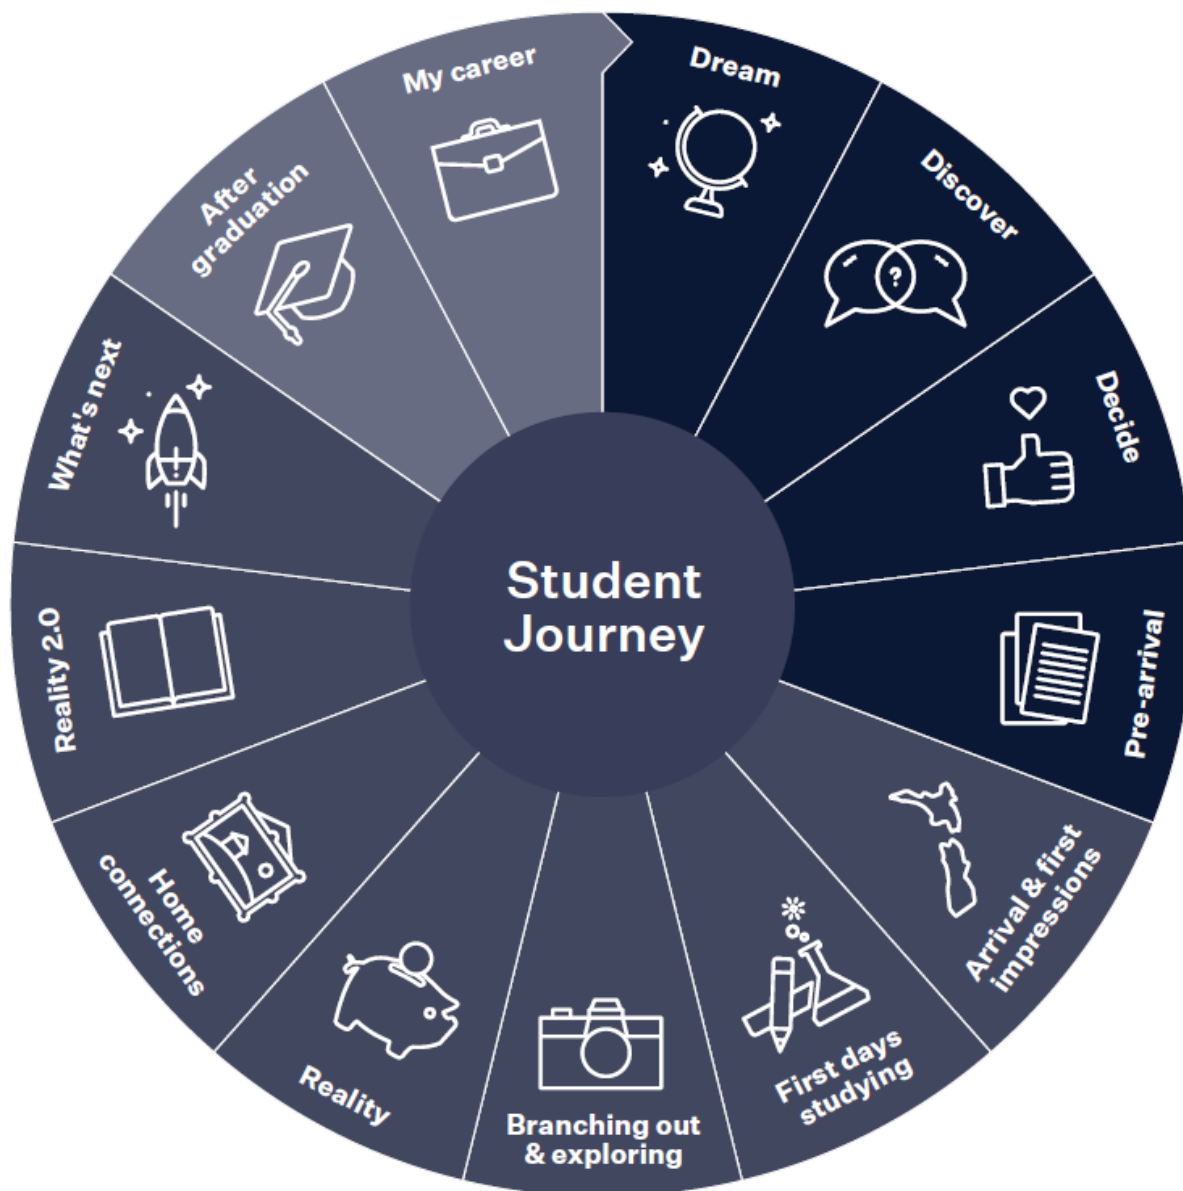 Student
Journey
Dream
Discover
?
Decide
Pre-arrival
Arrival & first
impressions
First days
studying
Branching out
& exploring
Reality
Home
connections
Reality 2.0
What's next
After
graduation
My career